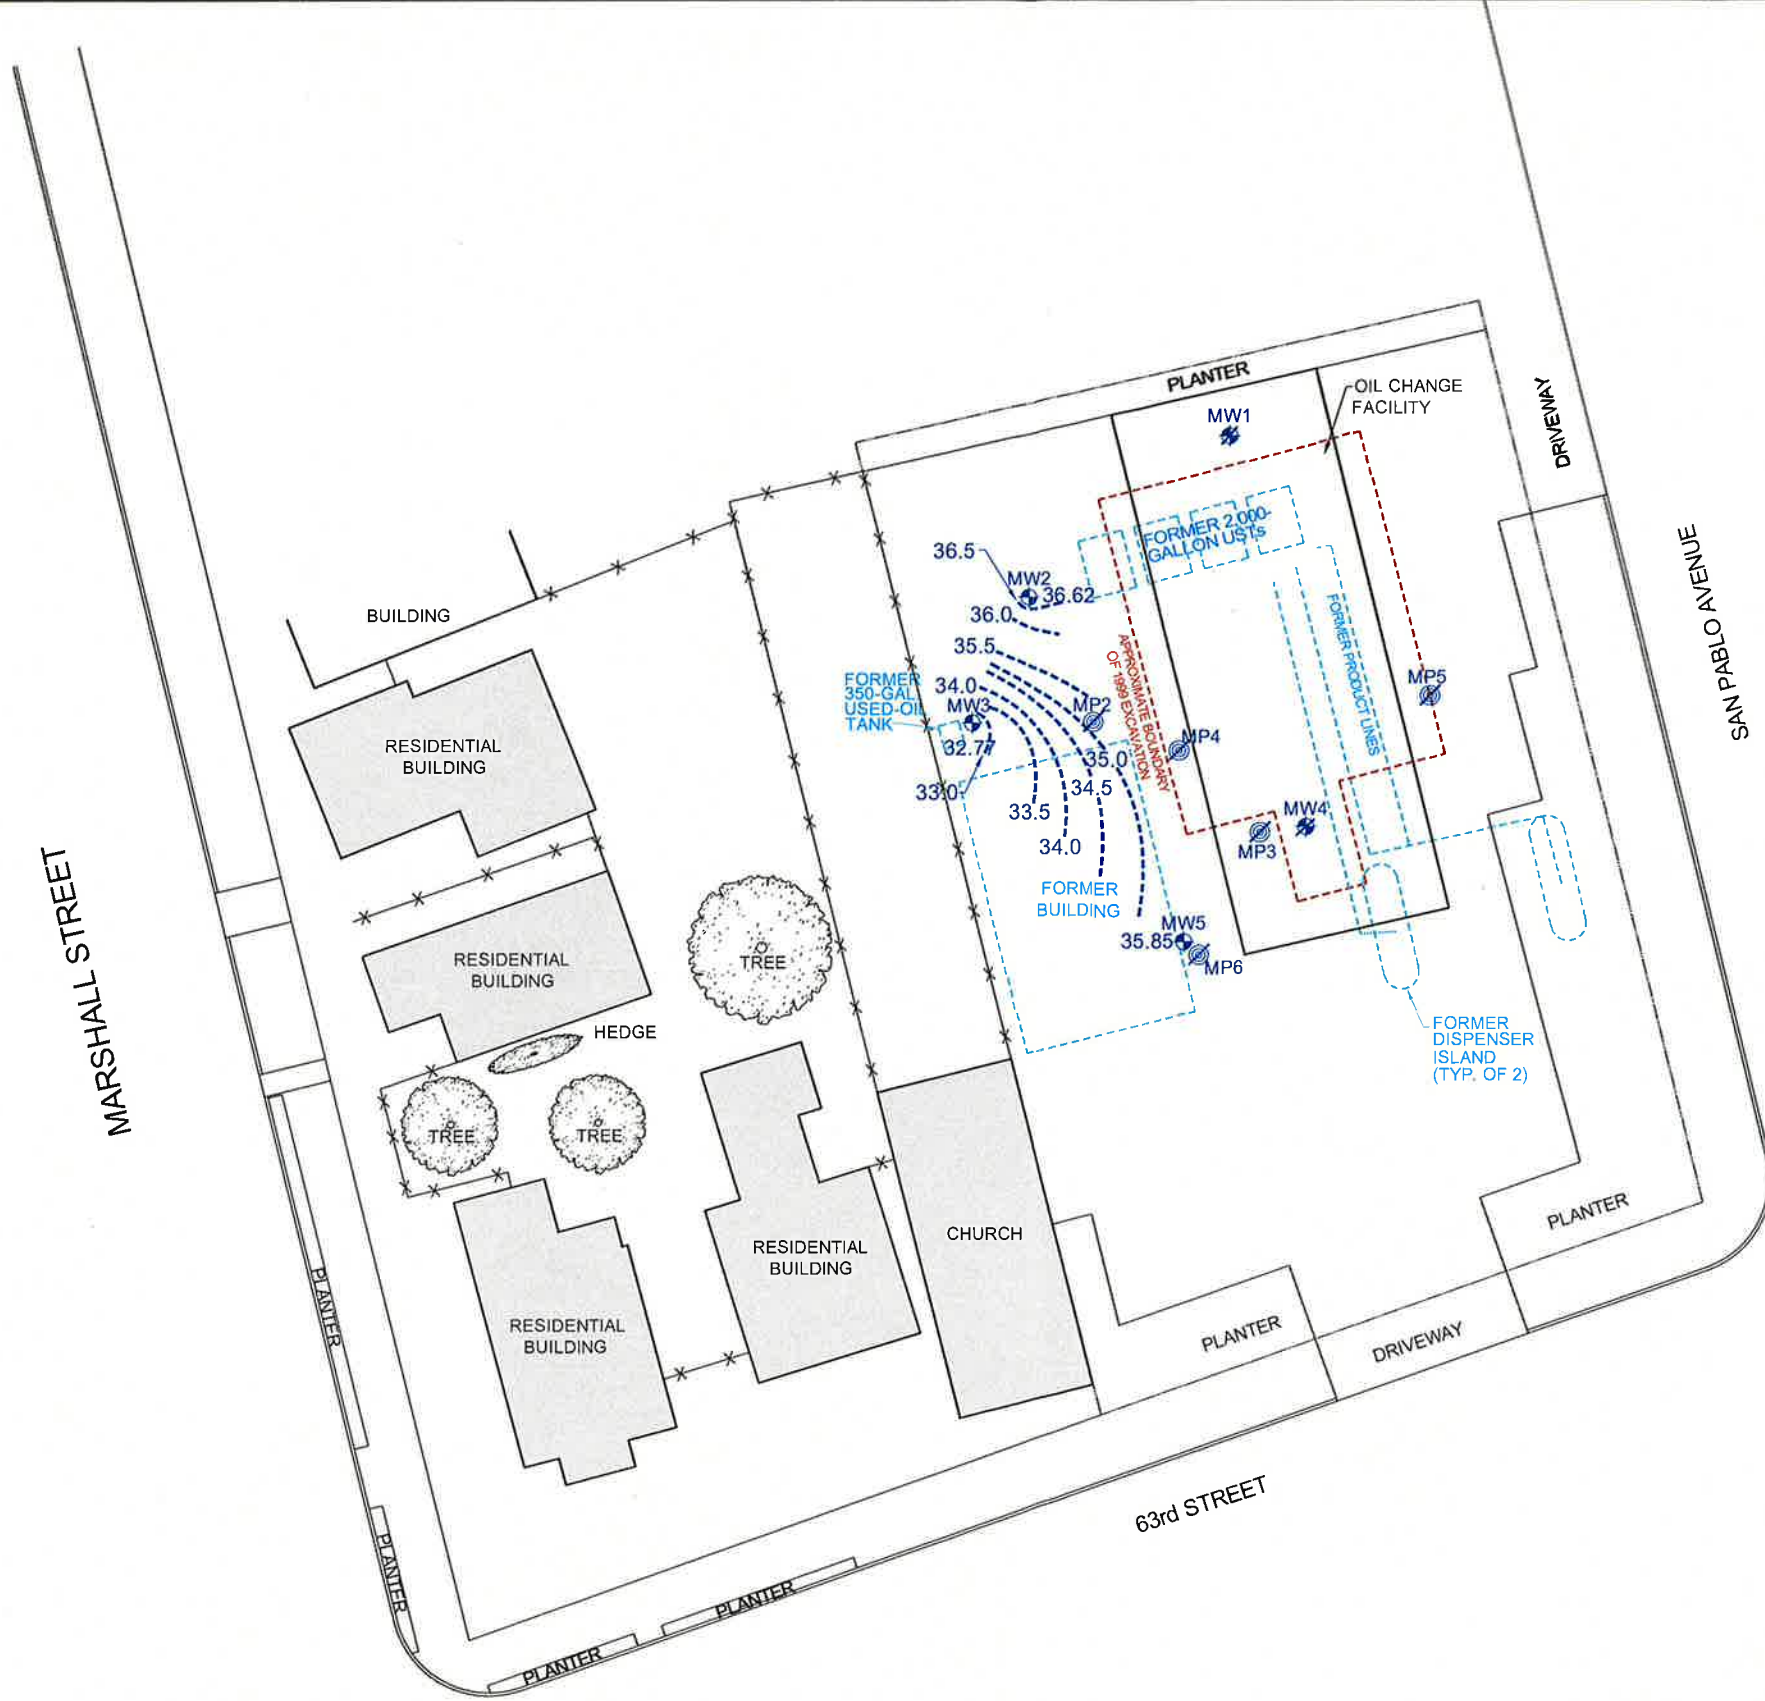 PLANTER
OIL CHANGE
FACILITY
MW1
DRIVEWAY
FORMER 2,000-
GALLON USTs
SAN PABLO AVENUE
36.5
MW2
36.62
36.0
BUILDING
35.5
APPROXIMATE BOUNDARY
OF 1999 EXCAVATION
FORMER PRODUCT LINES
FORMER
350-GAL
USED-OIL
TANK
34.0
MW3
MP2
MP5
MP4
32.77
35.0
RESIDENTIAL
BUILDING
33.0
34.5
33.5
MW4
34.0
MP3
MARSHALL STREET
FORMER
BUILDING
MW5
35.85
MP6
RESIDENTIAL
BUILDING
TREE
HEDGE
FORMER
DISPENSER
ISLAND
(TYP. OF 2)
TREE
TREE
PLANTER
CHURCH
RESIDENTIAL
BUILDING
PLANTER
RESIDENTIAL
BUILDING
PLANTER
DRIVEWAY
63rd STREET
PLANTER
PLANTER
PLANTER